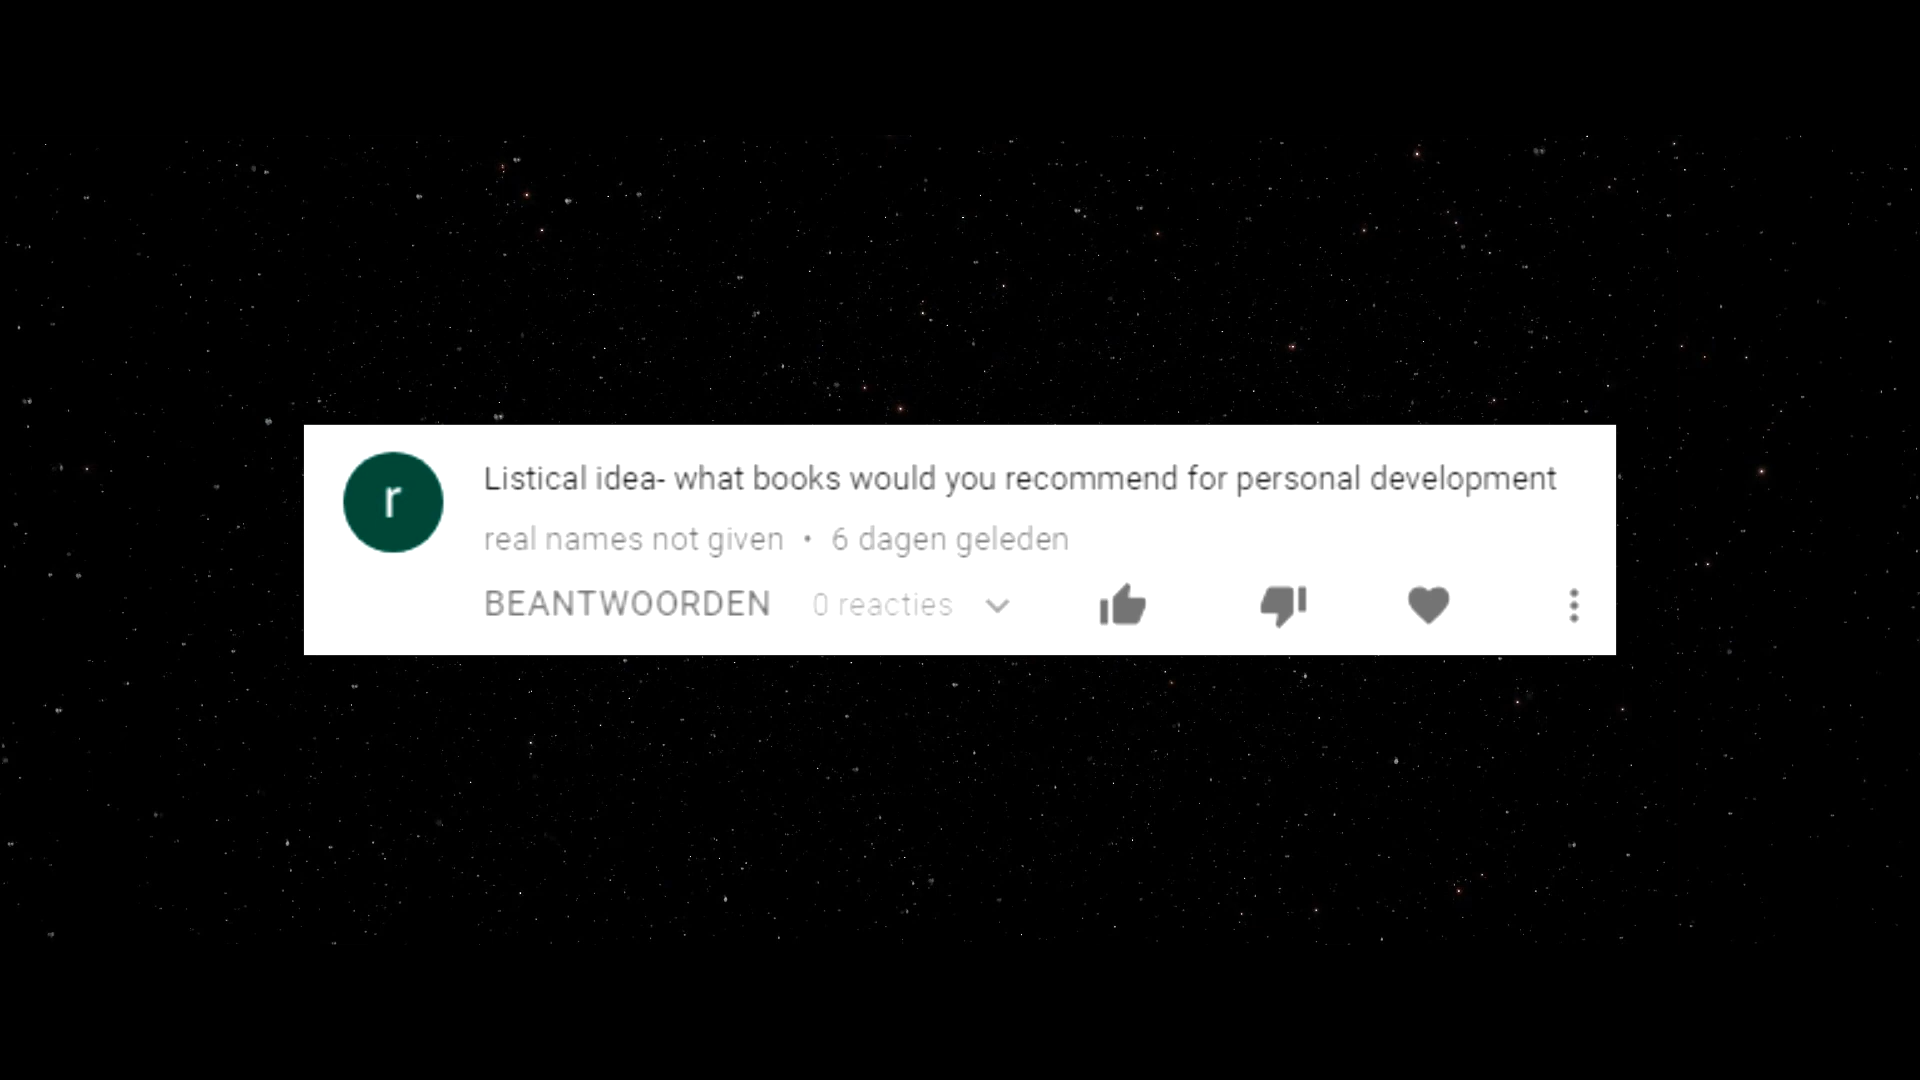 r
Listical idea- what books would you recommend for personal development
real names not given • 6 dagen geleden
BEANTWOORDEN 0 reacties